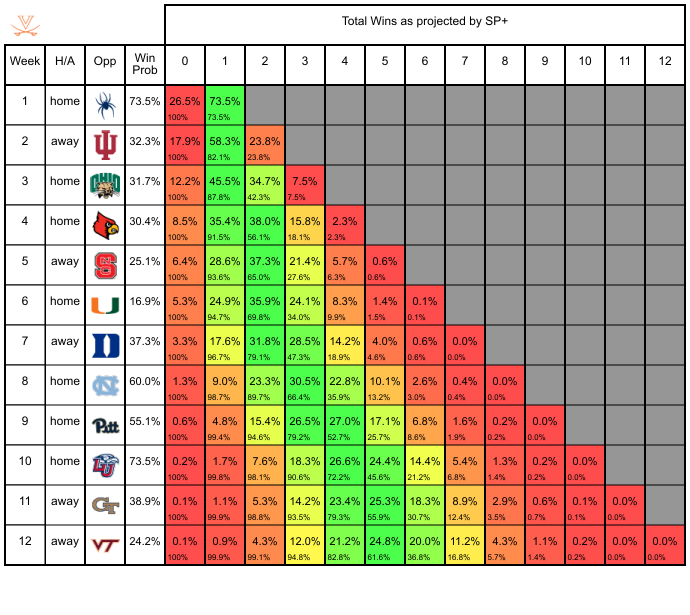 Total Wins as projected by SP+
Week H/A Opp Win Prob 0 1 2 3 4 5 6 7 8 9 10 11 12
1 home 73.5% 26.5% 73.5%
100% 73.5%
2 away IU 32.3% 17.9% 58.3% 23.8%
100% 82.1% 23.8%
3 home OHIO 31.7% 12.2% 45.5% 34.7% 7.5%
100% 87.8% 42.3% 7.5%
4 home 30.4% 8.5% 35.4% 38.0% 15.8% 2.3%
100% 91.5% 56.1% 18.1% 2.3%
5 away S 25.1% 6.4% 28.6% 37.3% 21.4% 5.7% 0.6%
100% 93.6% 65.0% 27.6% 6.3% 0.6%
6 home U 16.9% 5.3% 24.9% 35.9% 24.1% 8.3% 1.4% 0.1%
100% 94.7% 69.8% 34.0% 9.9% 1.5% 0.1%
7 away D 37.3% 3.3% 17.6% 31.8% 28.5% 14.2% 4.0% 0.6% 0.0%
100% 96.7% 79.1% 47.3% 18.9% 4.6% 0.6% 0.0%
8 home NC 60.0% 1.3% 9.0% 23.3% 30.5% 22.8% 10.1% 2.6% 0.4% 0.0%
100% 98.7% 89.7% 66.4% 35.9% 13.2% 3.0% 0.4% 0.0%
9 home Pitt 55.1% 0.6% 4.8% 15.4% 26.5% 27.0% 17.1% 6.8% 1.6% 0.2% 0.0%
100% 99.4% 94.6% 79.2% 52.7% 25.7% 8.6% 1.9% 0.2% 0.0%
10 home LU 73.5% 0.2% 1.7% 7.6% 18.3% 26.6% 24.4% 14.4% 5.4% 1.3% 0.2% 0.0%
100% 99.8% 98.1% 90.6% 72.2% 45.6% 21.2% 6.8% 1.4% 0.2% 0.0%
11 away GT 38.9% 0.1% 1.1% 5.3% 14.2% 23.4% 25.3% 18.3% 8.9% 2.9% 0.6% 0.1% 0.0%
100% 99.9% 98.8% 93.5% 79.3% 55.9% 30.7% 12.4% 3.5% 0.7% 0.1% 0.0%
12 away VT 24.2% 0.1% 0.9% 4.3% 12.0% 21.2% 24.8% 20.0% 11.2% 4.3% 1.1% 0.2% 0.0% 0.0%
100% 99.9% 99.1% 94.8% 82.8% 61.6% 36.8% 16.8% 5.7% 1.4% 0.2% 0.0% 0.0%